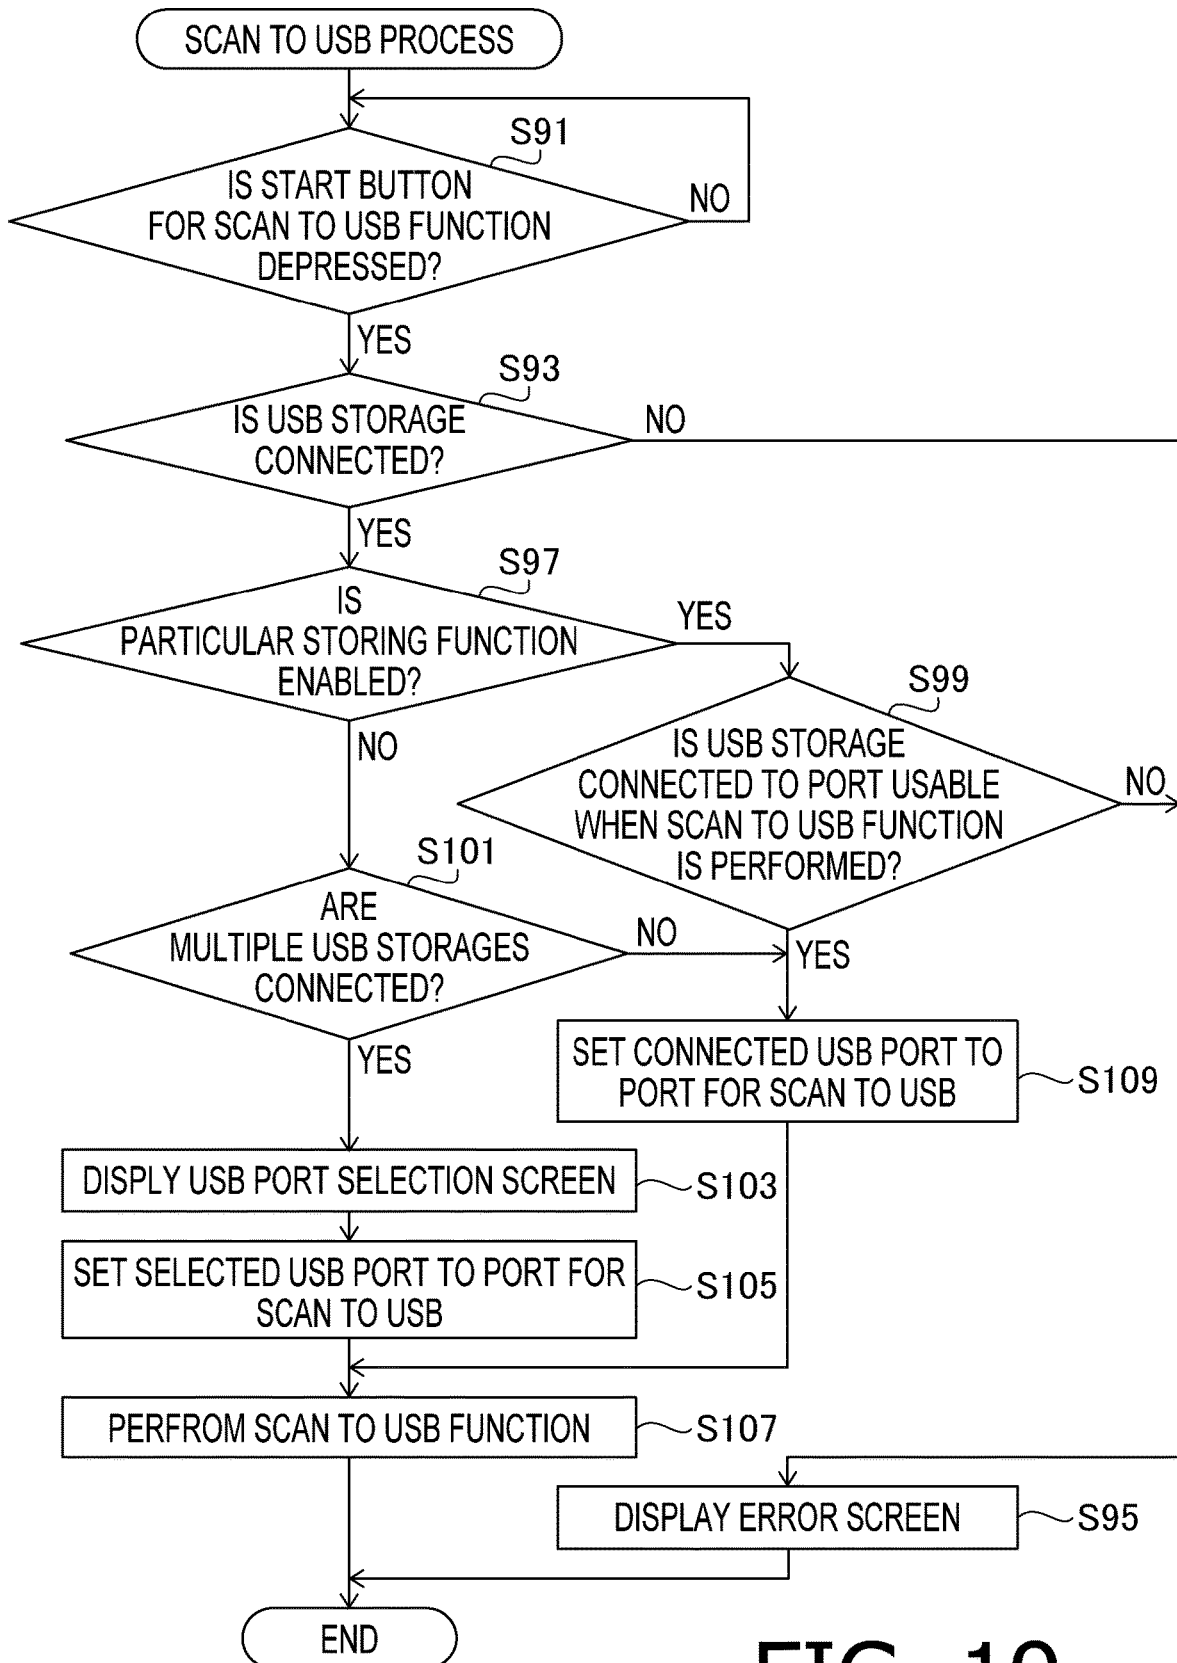 SCAN TO USB PROCESS
S91
IS START BUTTON
FOR SCAN TO USB FUNCTION
DEPRESSED?
NO
YES
S93
IS USB STORAGE
CONNECTED?
NO
YES
S97
IS
PARTICULAR STORING FUNCTION
ENABLED?
YES
NO
S99
IS USB STORAGE
CONNECTED TO PORT USABLE
WHEN SCAN TO USB FUNCTION
IS PERFORMED?
NO
YES
S101
ARE
MULTIPLE USB STORAGES
CONNECTED?
NO
YES
SET CONNECTED USB PORT TO
PORT FOR SCAN TO USB
S109
DISPLY USB PORT SELECTION SCREEN
S103
SET SELECTED USB PORT TO PORT FOR
SCAN TO USB
S105
PERFROM SCAN TO USB FUNCTION
S107
DISPLAY ERROR SCREEN
S95
END
FIG. 10